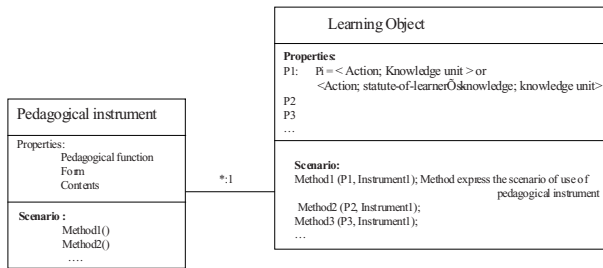 Learning Object
Properties:
P1: Pi = < Action; Knowledge unit > or
<Action; statute-of-learnerÕsknowledge; knowledge unit>
P2
P3
…
Scenario:
Method1 (P1, Instrument1); Method express the scenario of use of
pedagogical instrument
Method2 (P2, Instrument1);
Method3 (P3, Instrument1);
…
Pedagogical instrument
Properties:
Pedagogical function
Form
Contents
Scenario :
Method1()
Method2()
….
*:1